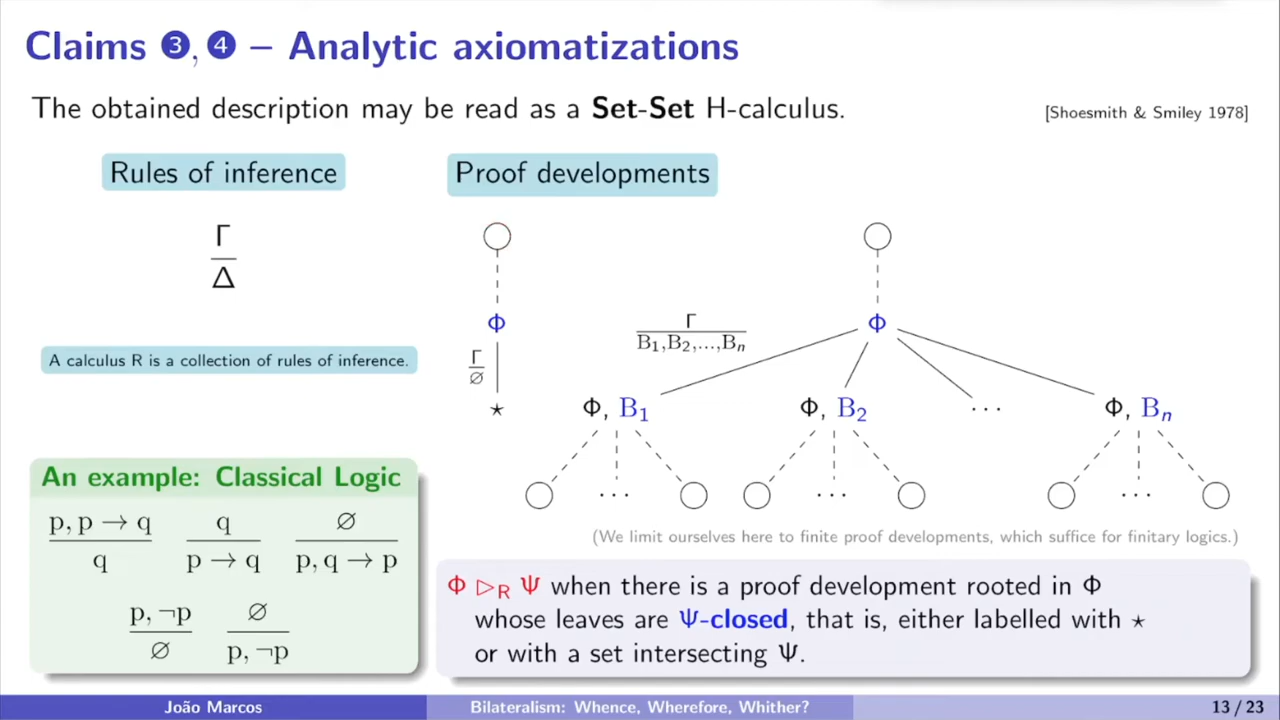 Claims ❸, ❹ – Analytic axiomatizations
The obtained description may be read as a Set-Set H-calculus.
[Shoesmith & Smiley 1978]
Rules of inference
Γ
Δ
A calculus R is a collection of rules of inference.
An example: Classical Logic
p, p → q
q
q
p → q
∅
p, q → p
p, ¬p
∅
∅
p, ¬p
Proof developments
Φ
Γ
∅
⋆
Φ
Γ
B₁, B₂, ..., Bₙ
Φ, B₁
Φ, B₂
· · ·
Φ, Bₙ
· · ·
· · ·
· · ·
(We limit ourselves here to finite proof developments, which suffice for finitary logics.)
Φ ▷R Ψ when there is a proof development rooted in Φ
whose leaves are Ψ-closed, that is, either labelled with ⋆
or with a set intersecting Ψ.
João Marcos
Bilateralism: Whence, Wherefore, Whither?
13 / 23